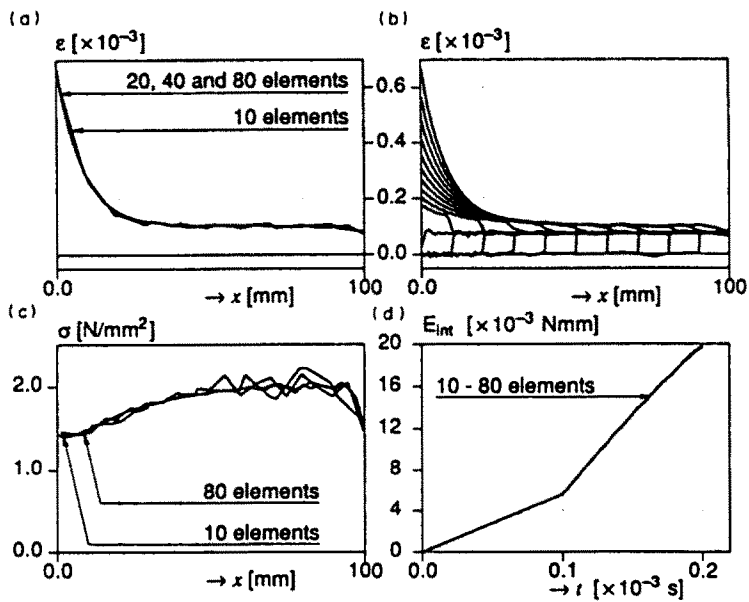 (a)
ε [×10⁻³]
20, 40 and 80 elements
10 elements
0.0
→ x [mm]
100
(b)
ε [×10⁻³]
0.6
0.4
0.2
0.0
0.0
→ x [mm]
100
(c)
σ [N/mm²]
2.0
1.0
0.0
80 elements
10 elements
0.0
→ x [mm]
100
(d)
E_int [×10⁻³ Nmm]
20
16
12
8
4
0
10 - 80 elements
0.0
0.1
0.2
→ t [×10⁻³ s]